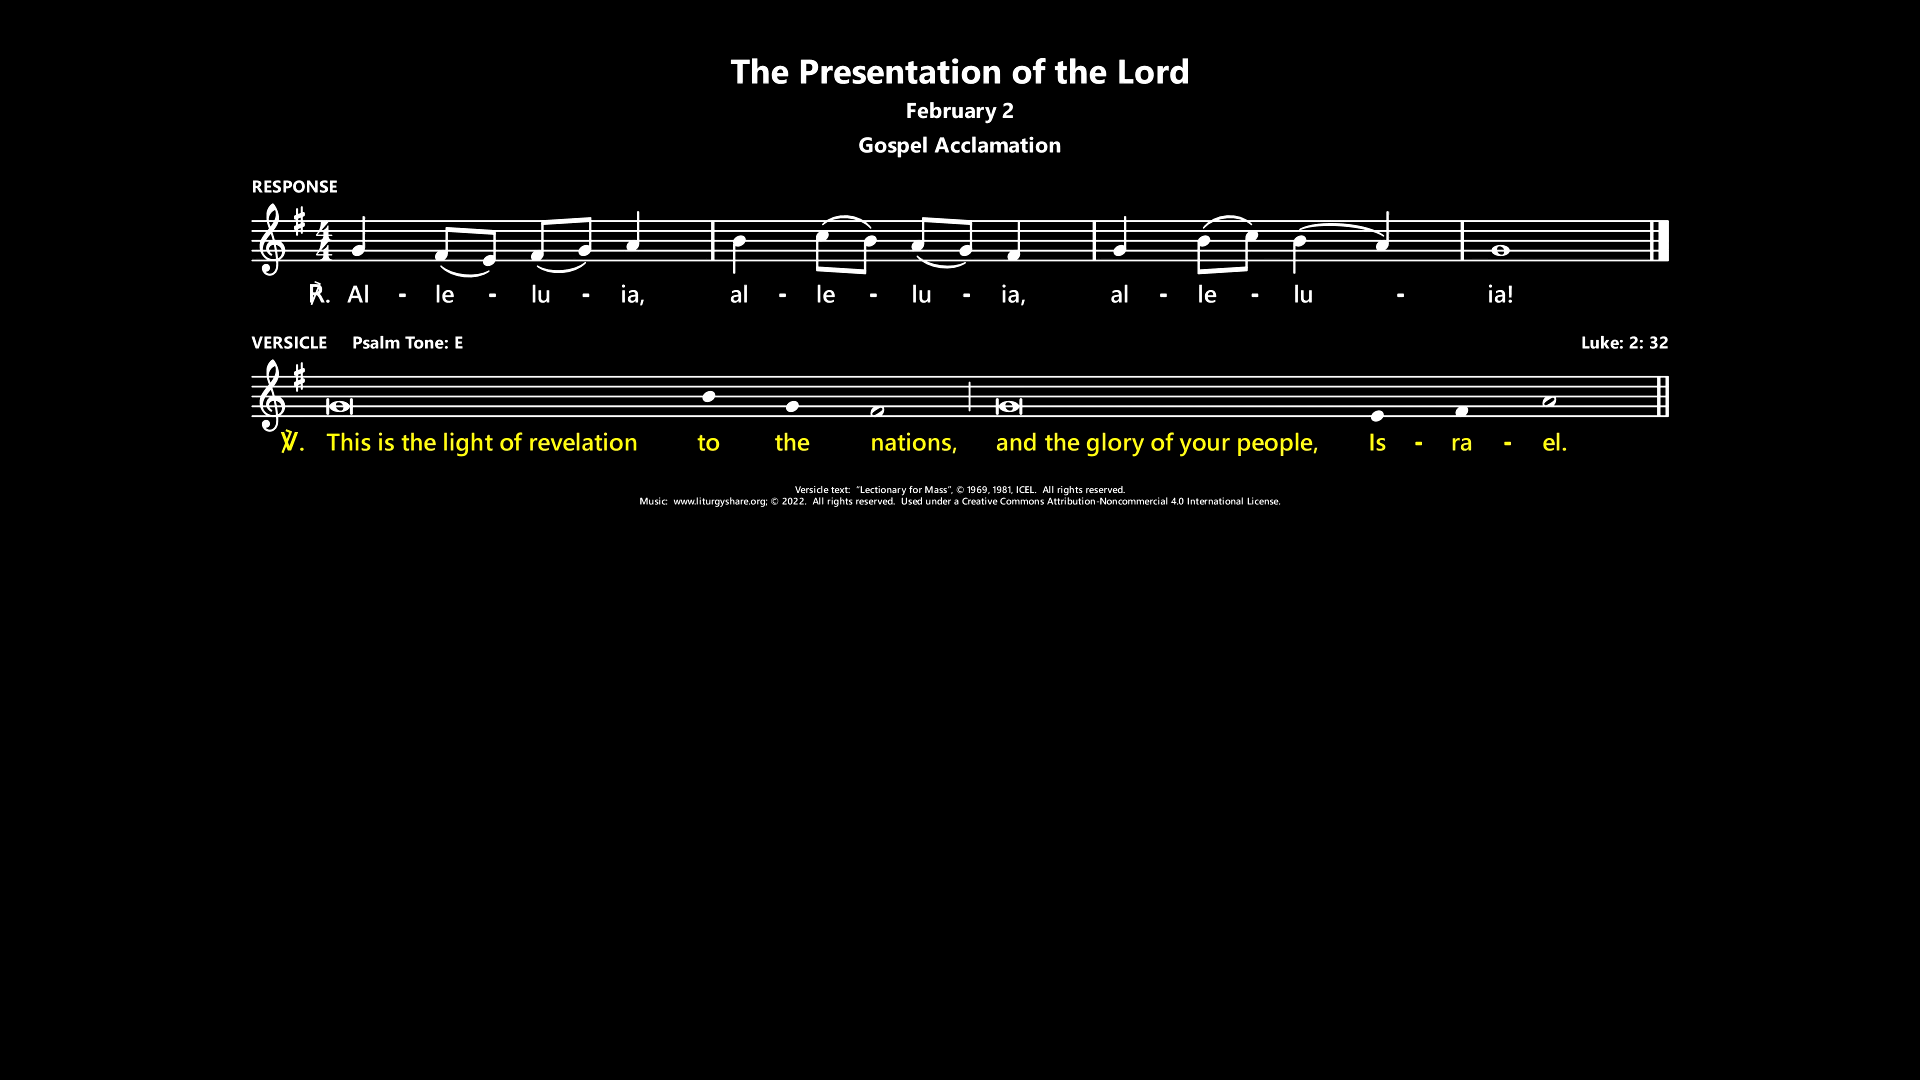 The Presentation of the Lord
February 2
Gospel Acclamation
RESPONSE
℟. Al - le - lu - ia, al - le - lu - ia, al - le - lu - ia!
VERSICLE Psalm Tone: E Luke: 2: 32
℣. This is the light of revelation to the nations, and the glory of your people, Is - ra - el.
Versicle text: “Lectionary for Mass”, © 1969, 1981, ICEL. All rights reserved.
Music: www.liturgyshare.org; © 2022. All rights reserved. Used under a Creative Commons Attribution-Noncommercial 4.0 International License.